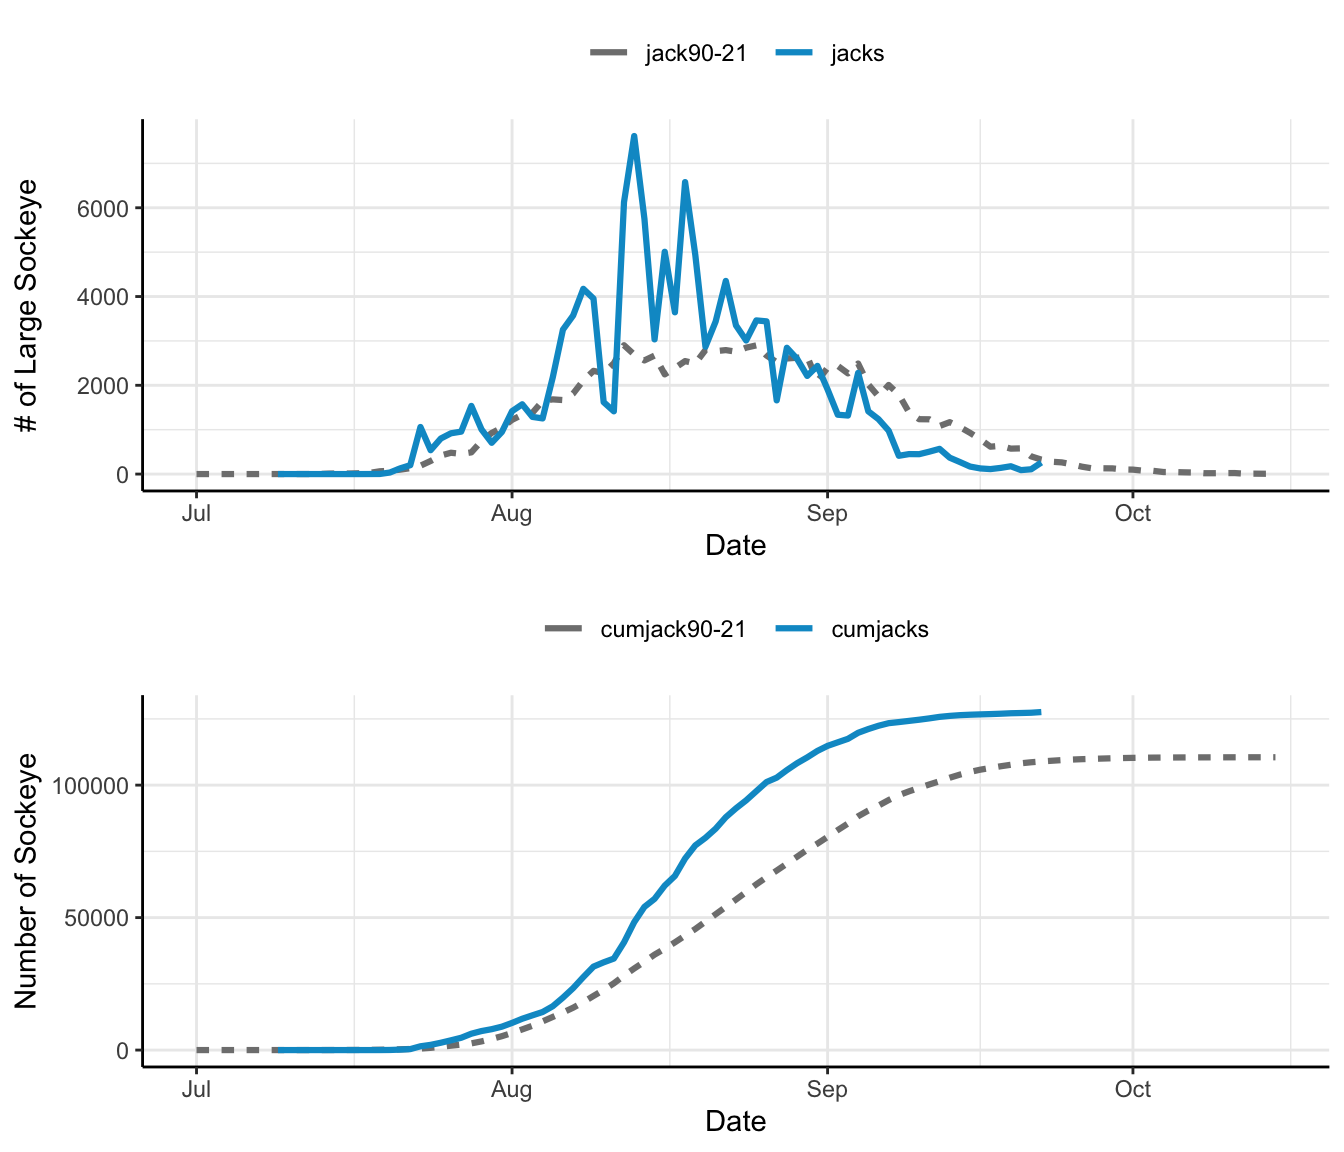 jack90-21 jacks
# of Large Sockeye
6000
4000
2000
0
Jul Aug Sep Oct
Date
cumjack90-21 cumjacks
Number of Sockeye
100000
50000
0
Jul Aug Sep Oct
Date